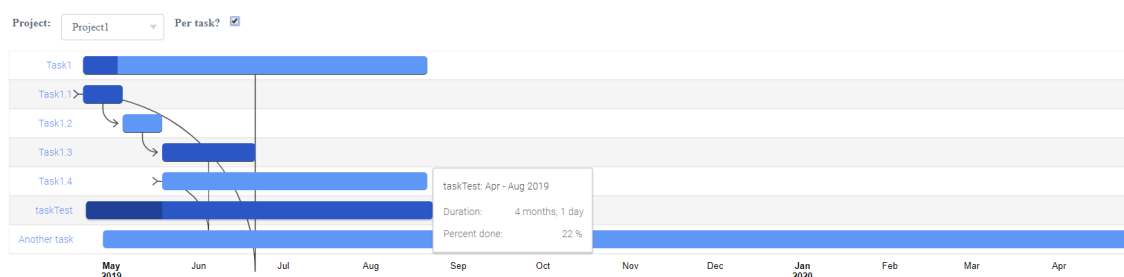 Project: Project1 Per task?
Task1
Task1.1
Task1.2
Task1.3
Task1.4
taskTest
Another task
taskTest: Apr - Aug 2019
Duration: 4 months, 1 day
Percent done: 22 %
May Jun Jul Aug Sep Oct Nov Dec Jan Feb Mar Apr
2019 2020